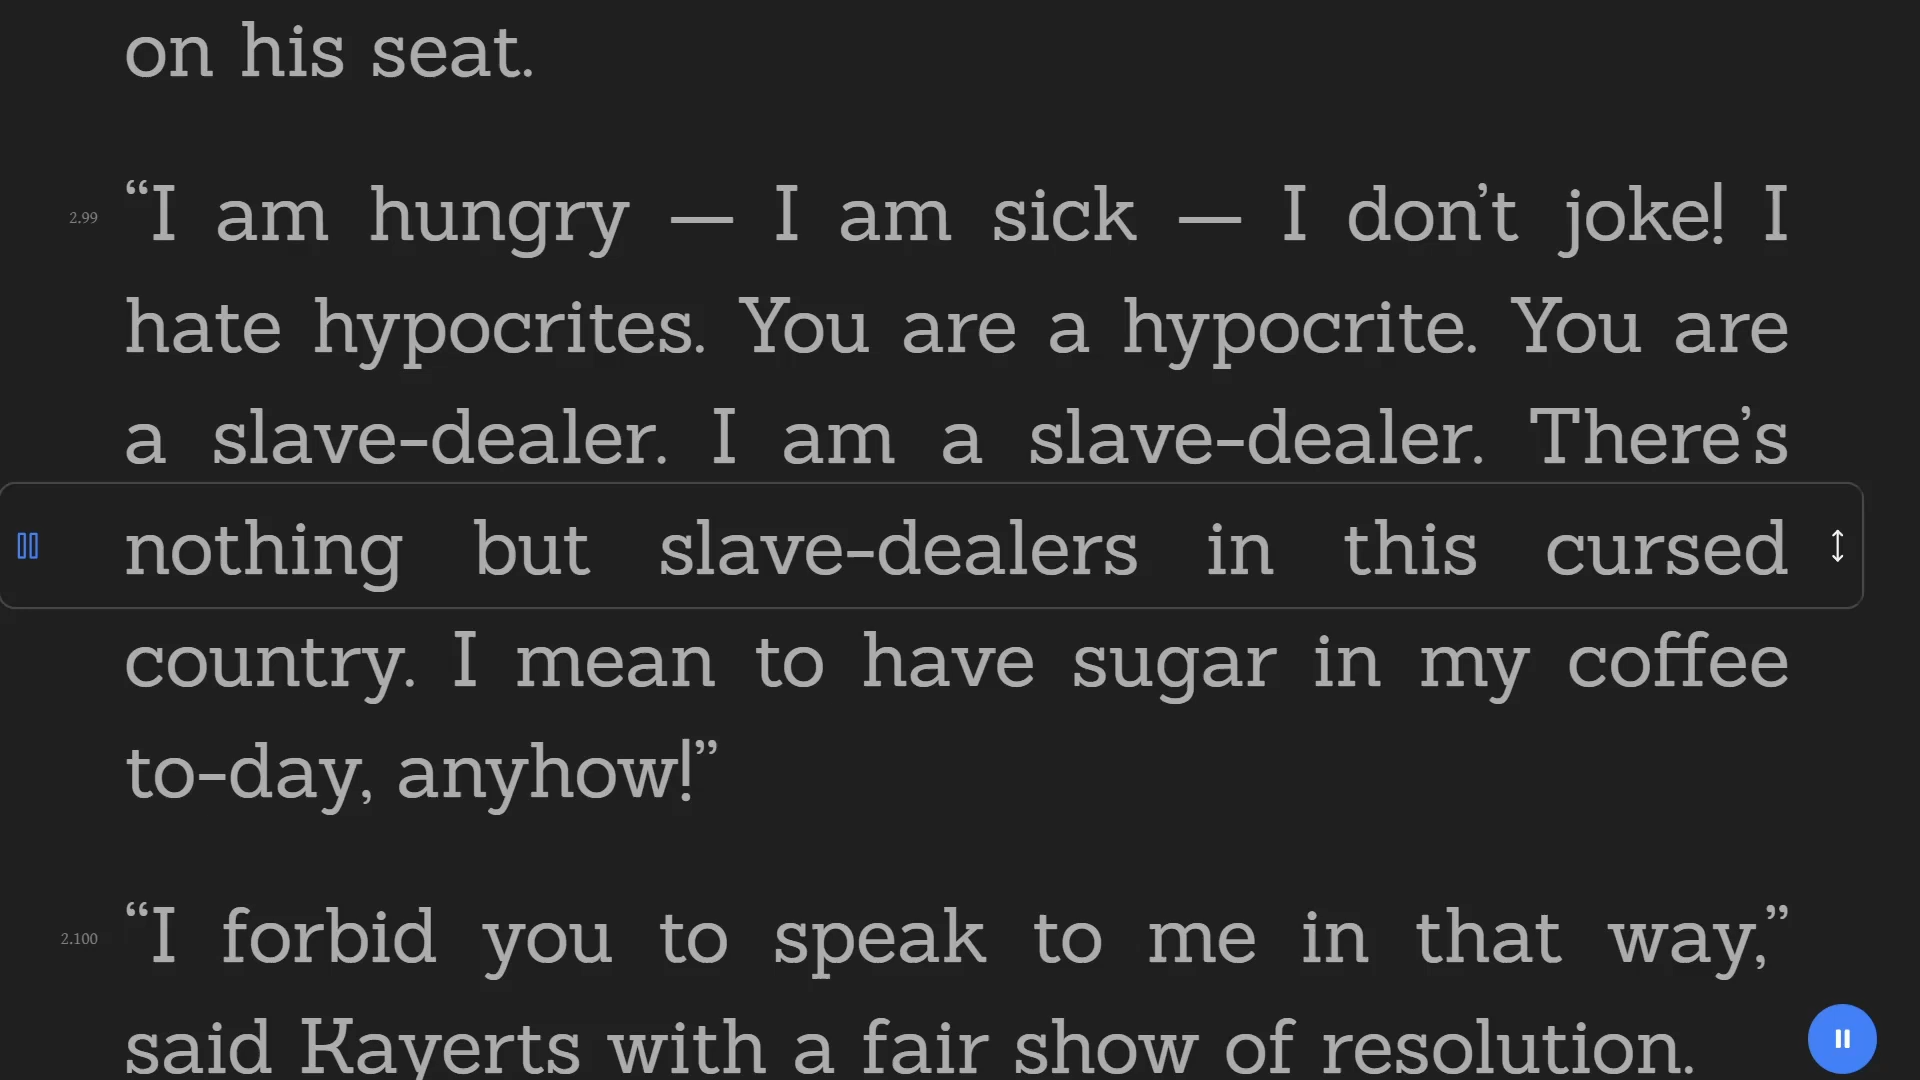 on his seat.
2.99
“I am hungry — I am sick — I don’t joke! I
hate hypocrites. You are a hypocrite. You are
a slave-dealer. I am a slave-dealer. There’s
nothing but slave-dealers in this cursed
country. I mean to have sugar in my coffee
to-day, anyhow!”
2.100
“I forbid you to speak to me in that way,”
said Kayerts with a fair show of resolution.